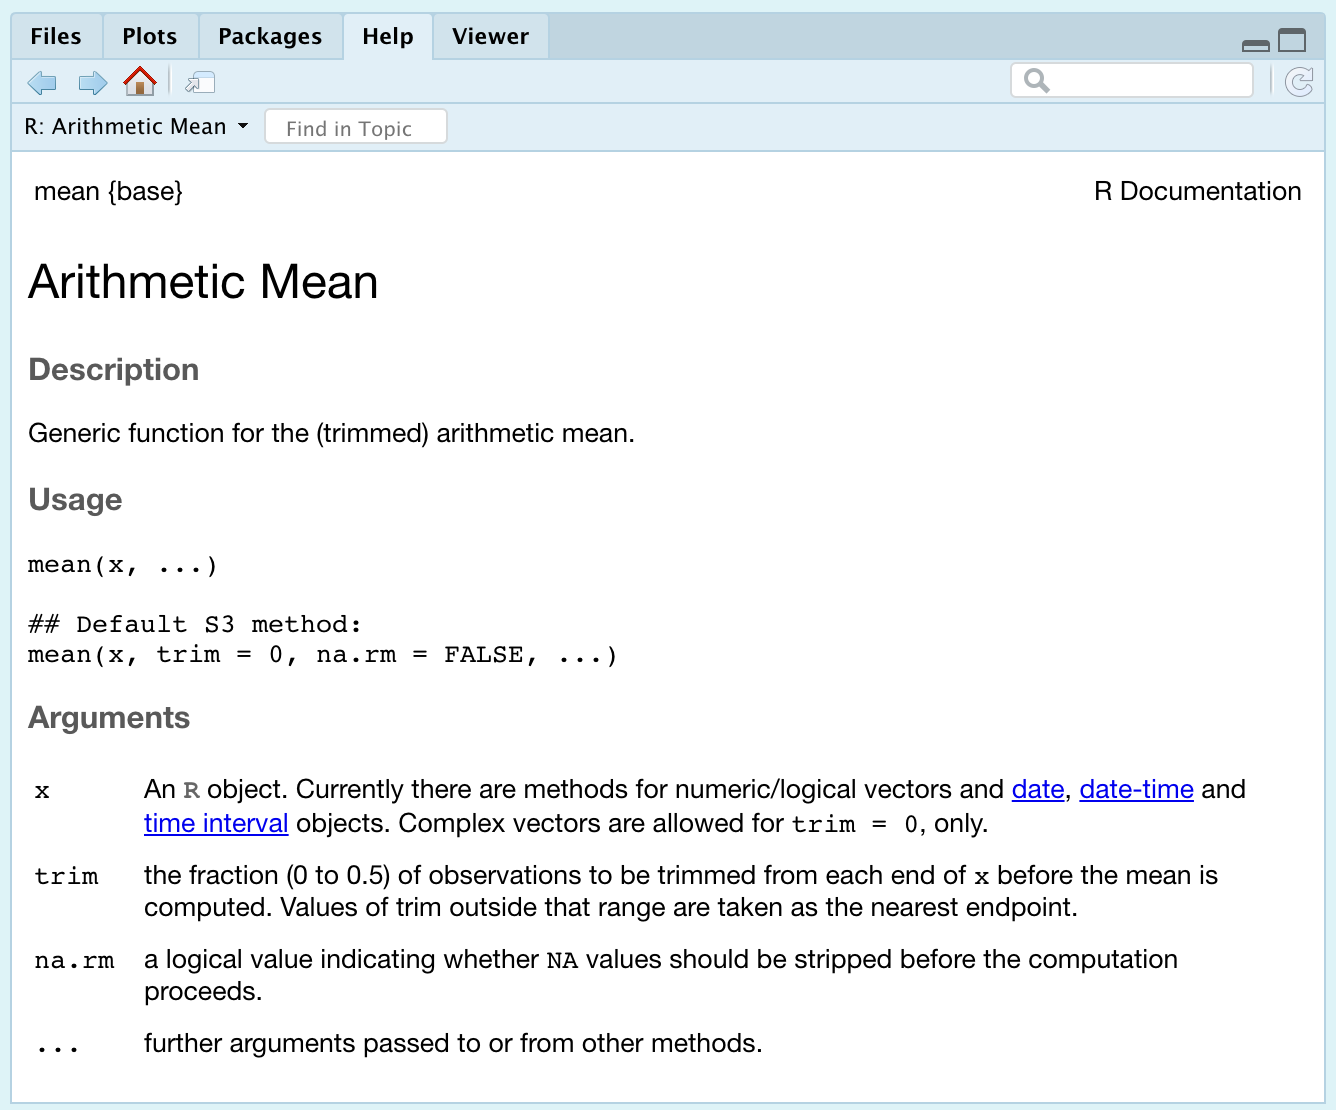 Files Plots Packages Help Viewer
R: Arithmetic Mean Find in Topic
mean {base} R Documentation
Arithmetic Mean
Description
Generic function for the (trimmed) arithmetic mean.
Usage
mean(x, ...)
## Default S3 method:
mean(x, trim = 0, na.rm = FALSE, ...)
Arguments
x An R object. Currently there are methods for numeric/logical vectors and date, date-time and
time interval objects. Complex vectors are allowed for trim = 0, only.
trim the fraction (0 to 0.5) of observations to be trimmed from each end of x before the mean is
computed. Values of trim outside that range are taken as the nearest endpoint.
na.rm a logical value indicating whether NA values should be stripped before the computation
proceeds.
... further arguments passed to or from other methods.